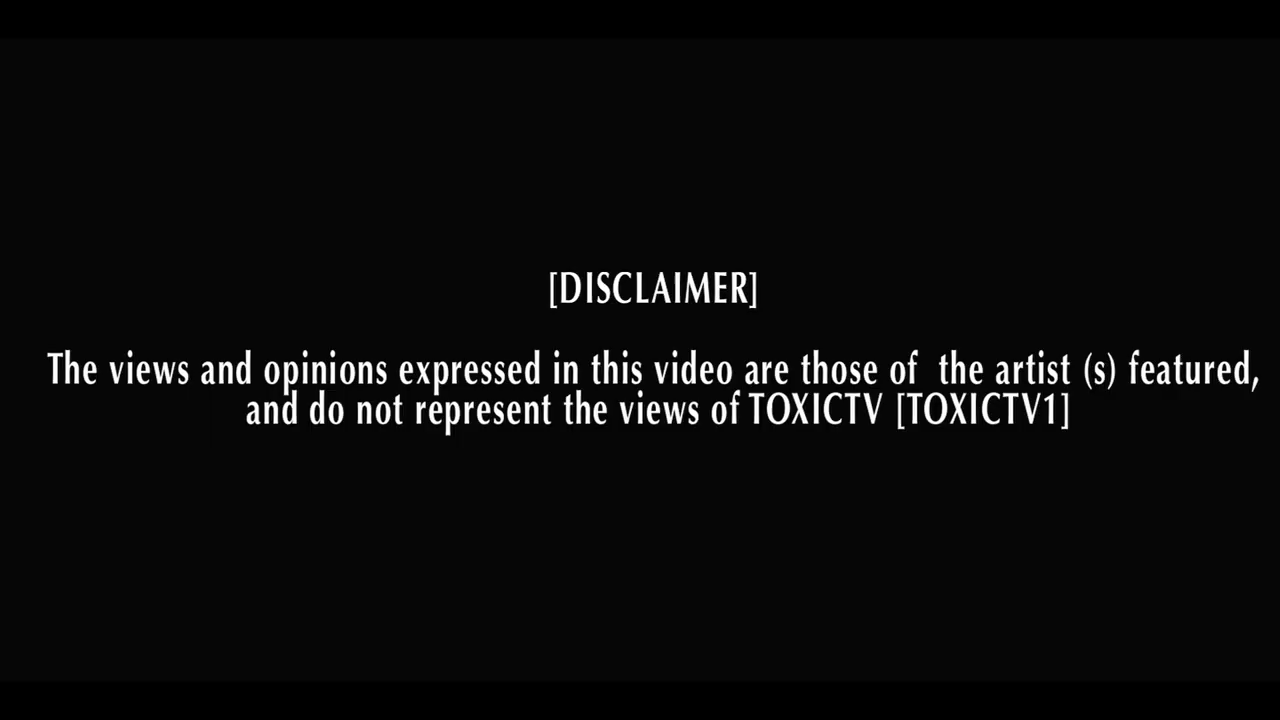 [DISCLAIMER]
The views and opinions expressed in this video are those of  the artist (s) featured,
and do not represent the views of TOXICTV [TOXICTV1]